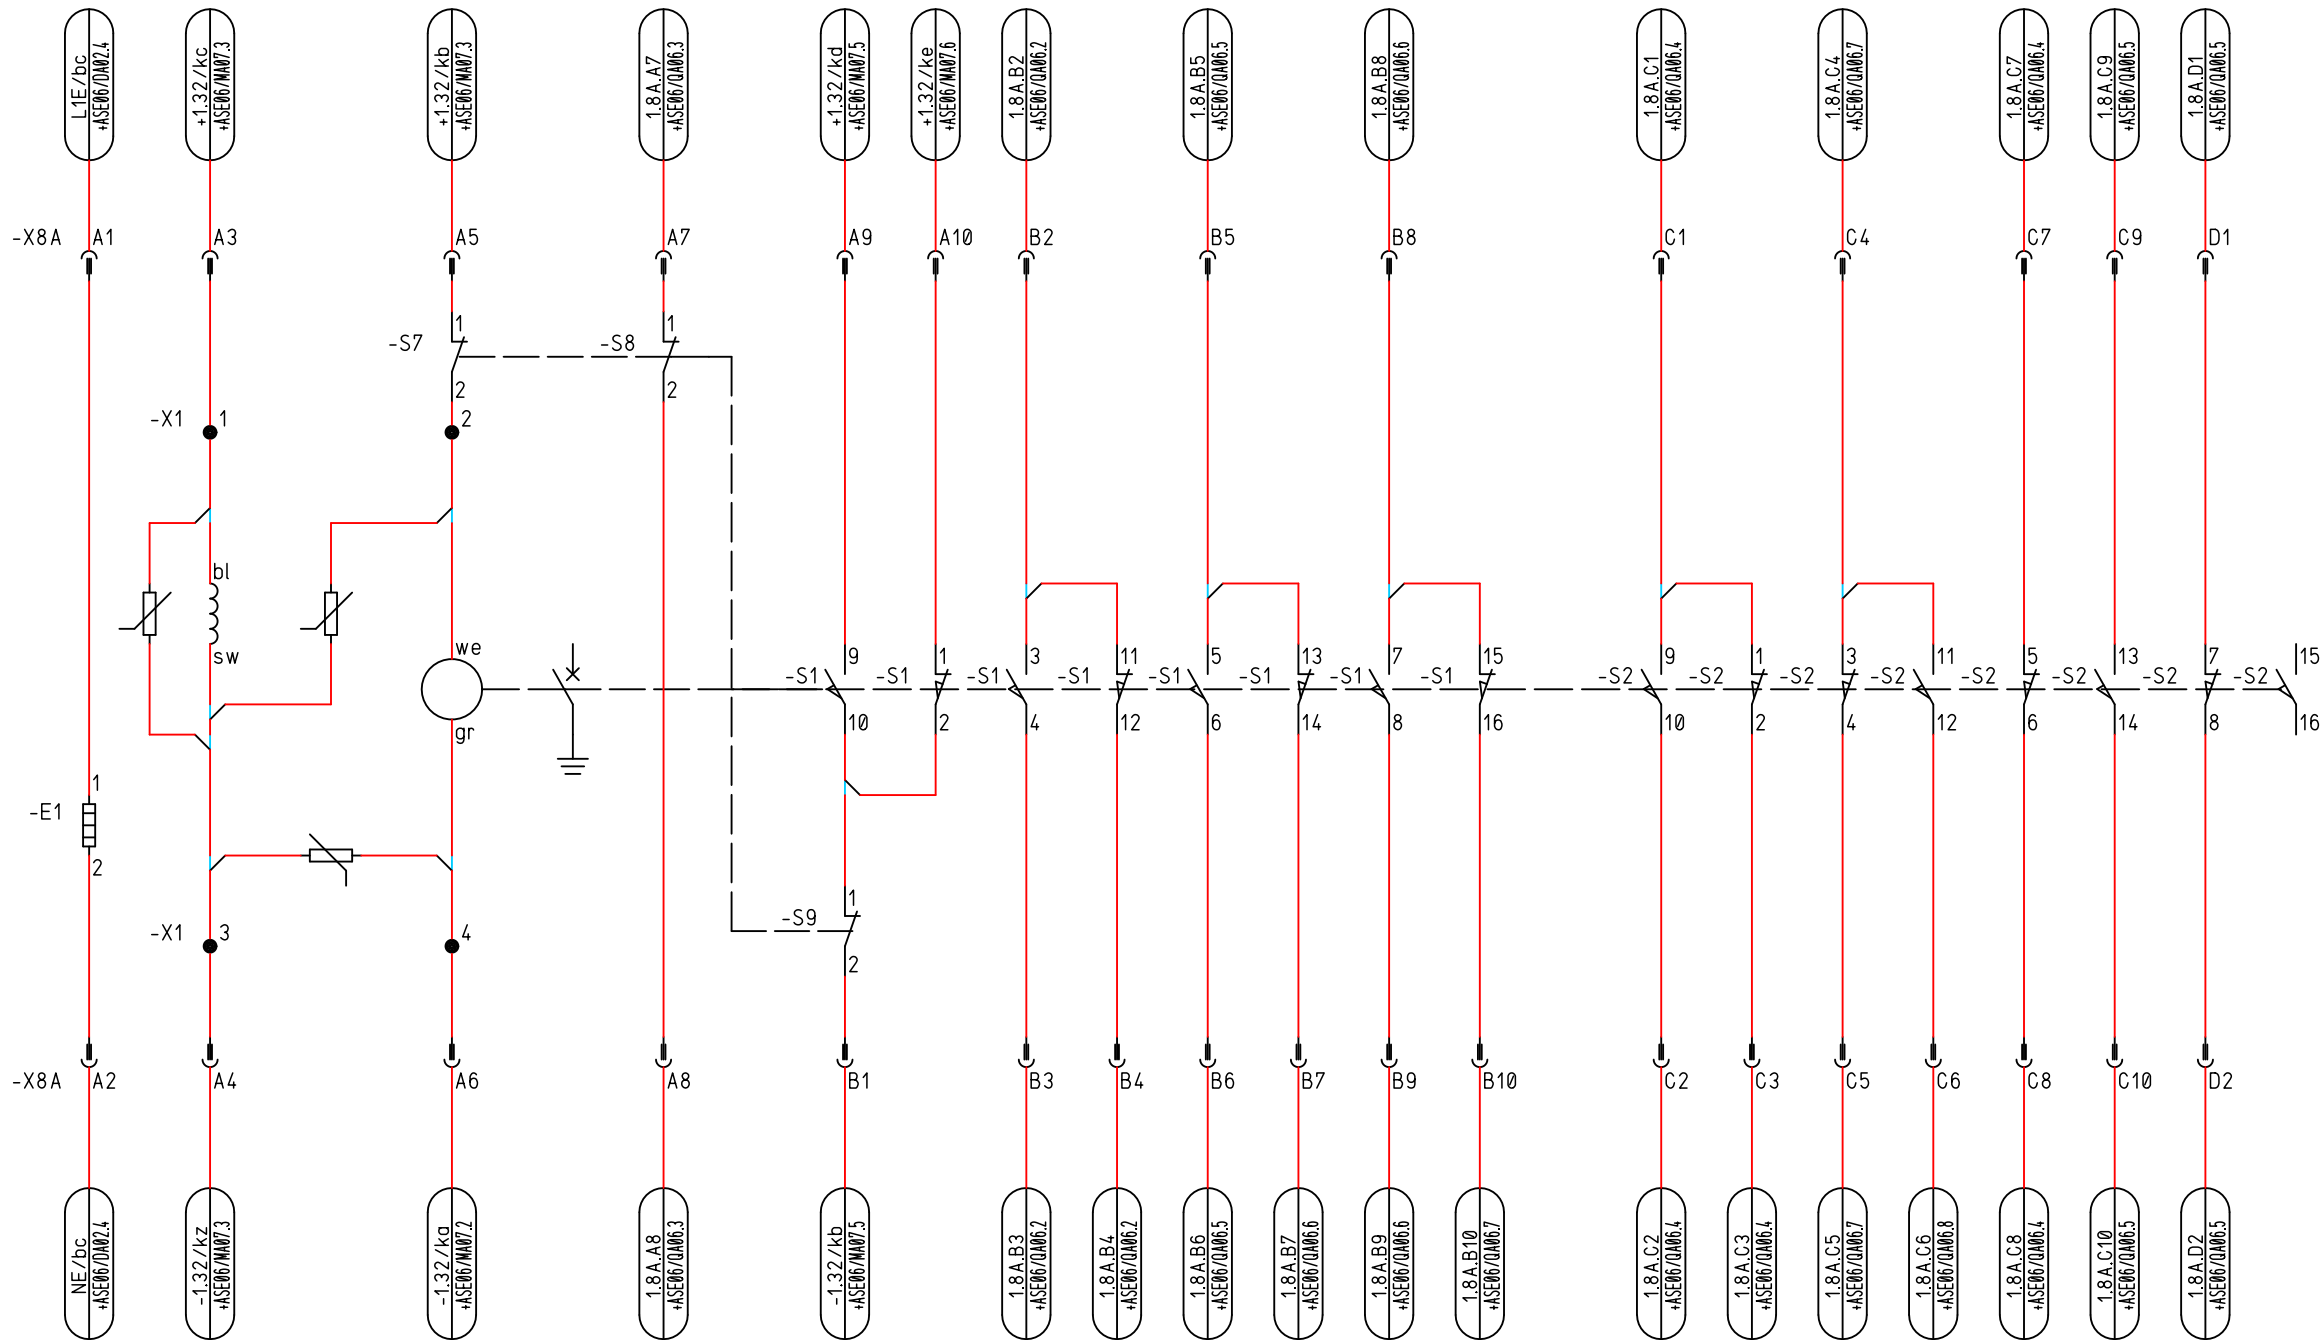 L1E/bc
+ASE06/DA02.4
+1.32/kc
+ASE06/MA07.3
+1.32/kb
+ASE06/MA07.3
1.8A.A7
+ASE06/QA06.3
+1.32/kd
+ASE06/MA07.5
+1.32/ke
+ASE06/MA07.6
1.8A.B2
+ASE06/QA06.2
1.8A.B5
+ASE06/QA06.5
1.8A.B8
+ASE06/QA06.6
1.8A.C1
+ASE06/QA06.4
1.8A.C4
+ASE06/QA06.7
1.8A.C7
+ASE06/QA06.4
1.8A.C9
+ASE06/QA06.5
1.8A.D1
+ASE06/QA06.5
-X8A A1 A3 A5 A7 A9 A10 B2 B5 B8 C1 C4 C7 C9 D1
1 1
-S7 -S8
2 2
-X1 1 2
bl
sw we
9 1 3 11 5 13 7 15 9 1 3 11 5 13 7 15
-S1 -S1 -S1 -S1 -S1 -S1 -S1 -S1 -S2 -S2 -S2 -S2 -S2 -S2 -S2 -S2
10 2 4 12 6 14 8 16 10 2 4 12 6 14 8 16
gr
1
-E1
2
1
-S9
2
-X1 3 4
-X8A A2 A4 A6 A8 B1 B3 B4 B6 B7 B9 B10 C2 C3 C5 C6 C8 C10 D2
NE/bc
+ASE06/DA02.4
-1.32/kz
+ASE06/MA07.3
-1.32/ka
+ASE06/MA07.2
1.8A.A8
+ASE06/QA06.3
-1.32/kb
+ASE06/MA07.5
1.8A.B3
+ASE06/QA06.2
1.8A.B4
+ASE06/QA06.2
1.8A.B6
+ASE06/QA06.5
1.8A.B7
+ASE06/QA06.6
1.8A.B9
+ASE06/QA06.6
1.8A.B10
+ASE06/QA06.7
1.8A.C2
+ASE06/QA06.4
1.8A.C3
+ASE06/QA06.4
1.8A.C5
+ASE06/QA06.7
1.8A.C6
+ASE06/QA06.8
1.8A.C8
+ASE06/QA06.4
1.8A.C10
+ASE06/QA06.5
1.8A.D2
+ASE06/QA06.5